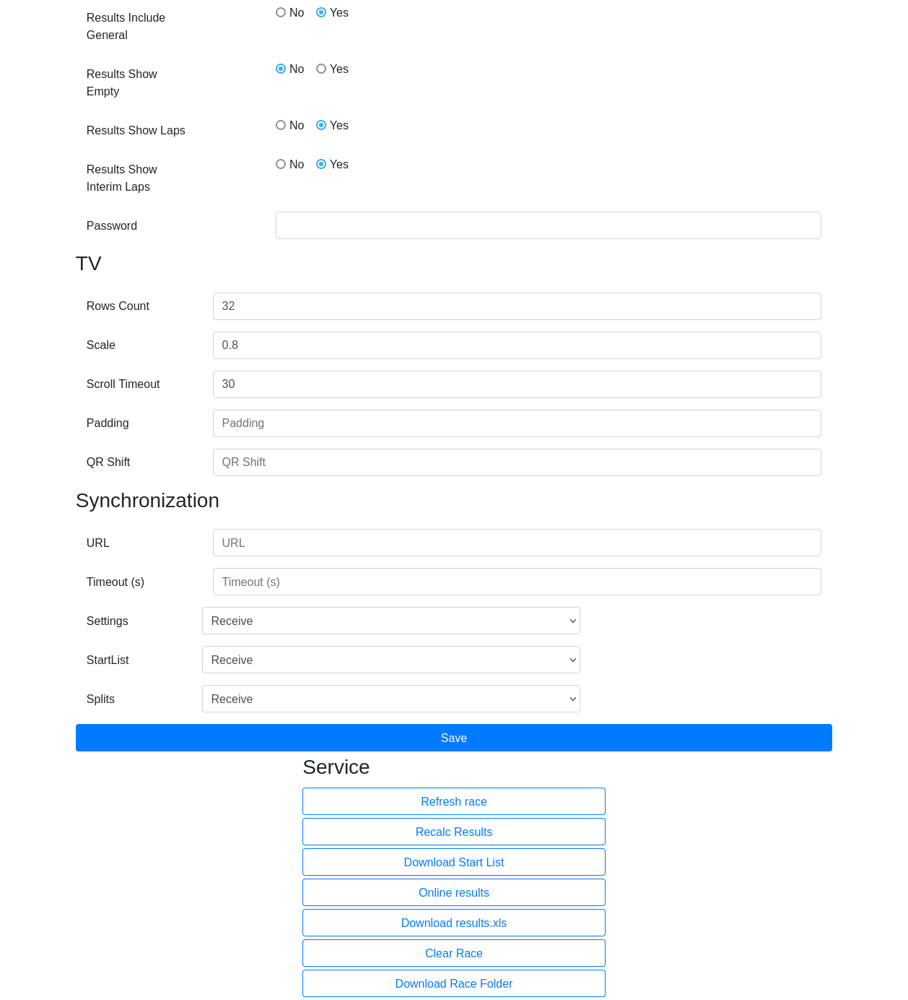 Results Include No Yes
General
Results Show No Yes
Empty
Results Show Laps No Yes
Results Show No Yes
Interim Laps
Password
TV
Rows Count 32
Scale 0.8
Scroll Timeout 30
Padding Padding
QR Shift QR Shift
Synchronization
URL URL
Timeout (s) Timeout (s)
Settings Receive
StartList Receive
Splits Receive
Save
Service
Refresh race
Recalc Results
Download Start List
Online results
Download results.xls
Clear Race
Download Race Folder